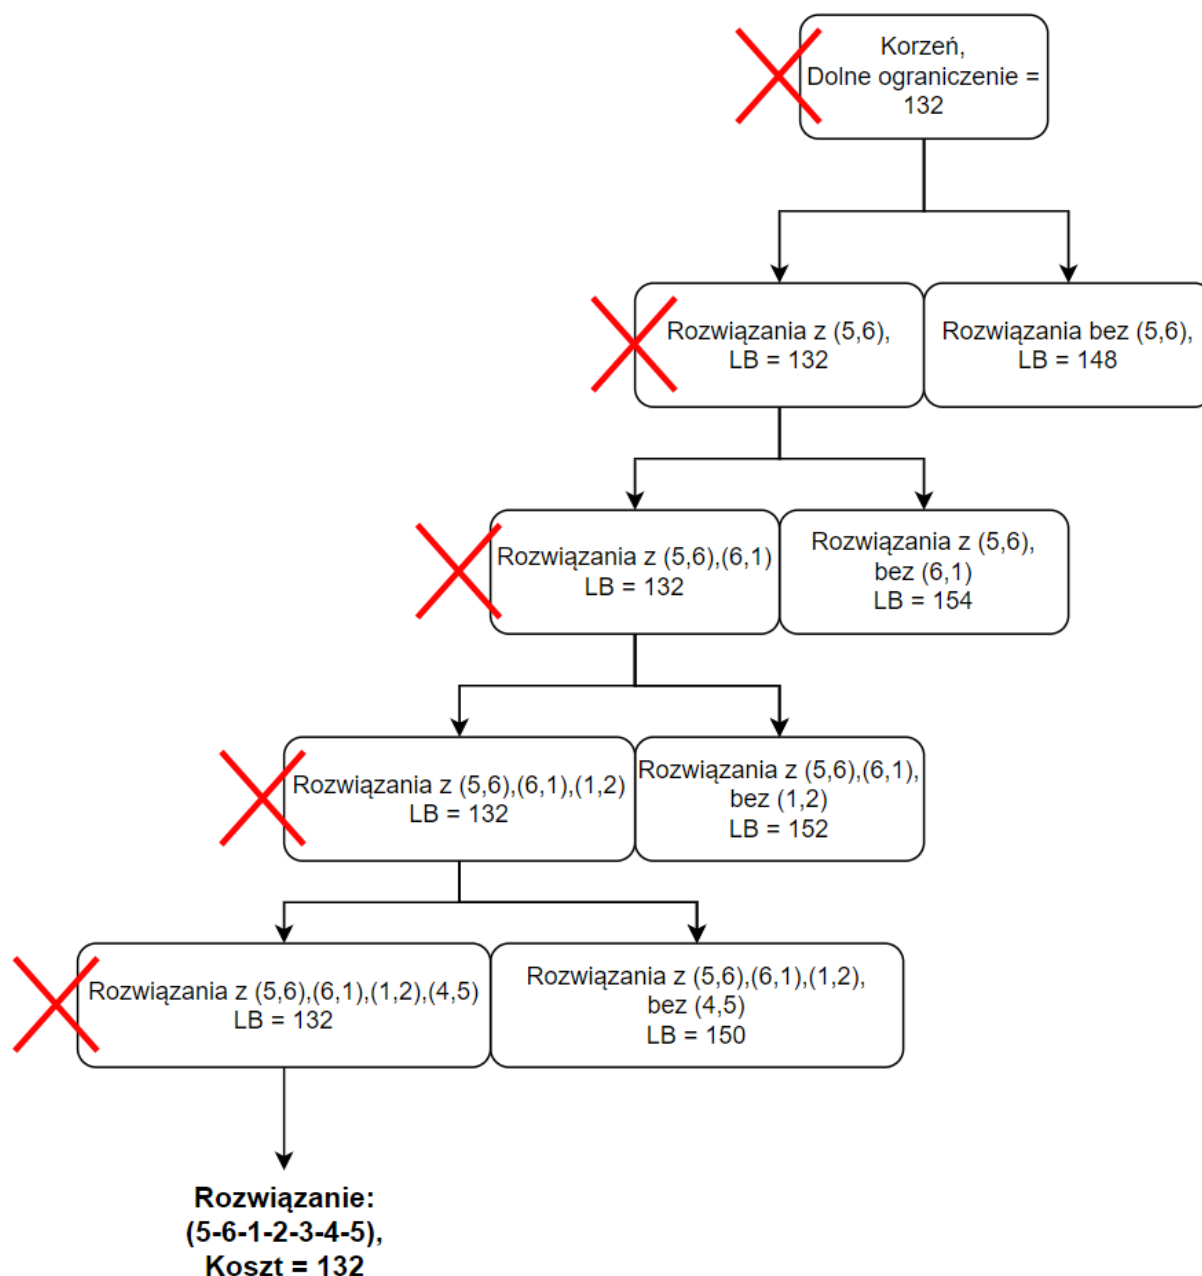 Korzeń,
Dolne ograniczenie =
132
Rozwiązania z (5,6),
LB = 132
Rozwiązania bez (5,6),
LB = 148
Rozwiązania z (5,6),(6,1)
LB = 132
Rozwiązania z (5,6),
bez (6,1)
LB = 154
Rozwiązania z (5,6),(6,1),(1,2)
LB = 132
Rozwiązania z (5,6),(6,1),
bez (1,2)
LB = 152
Rozwiązania z (5,6),(6,1),(1,2),(4,5)
LB = 132
Rozwiązania z (5,6),(6,1),(1,2),
bez (4,5)
LB = 150
Rozwiązanie:
(5-6-1-2-3-4-5),
Koszt = 132